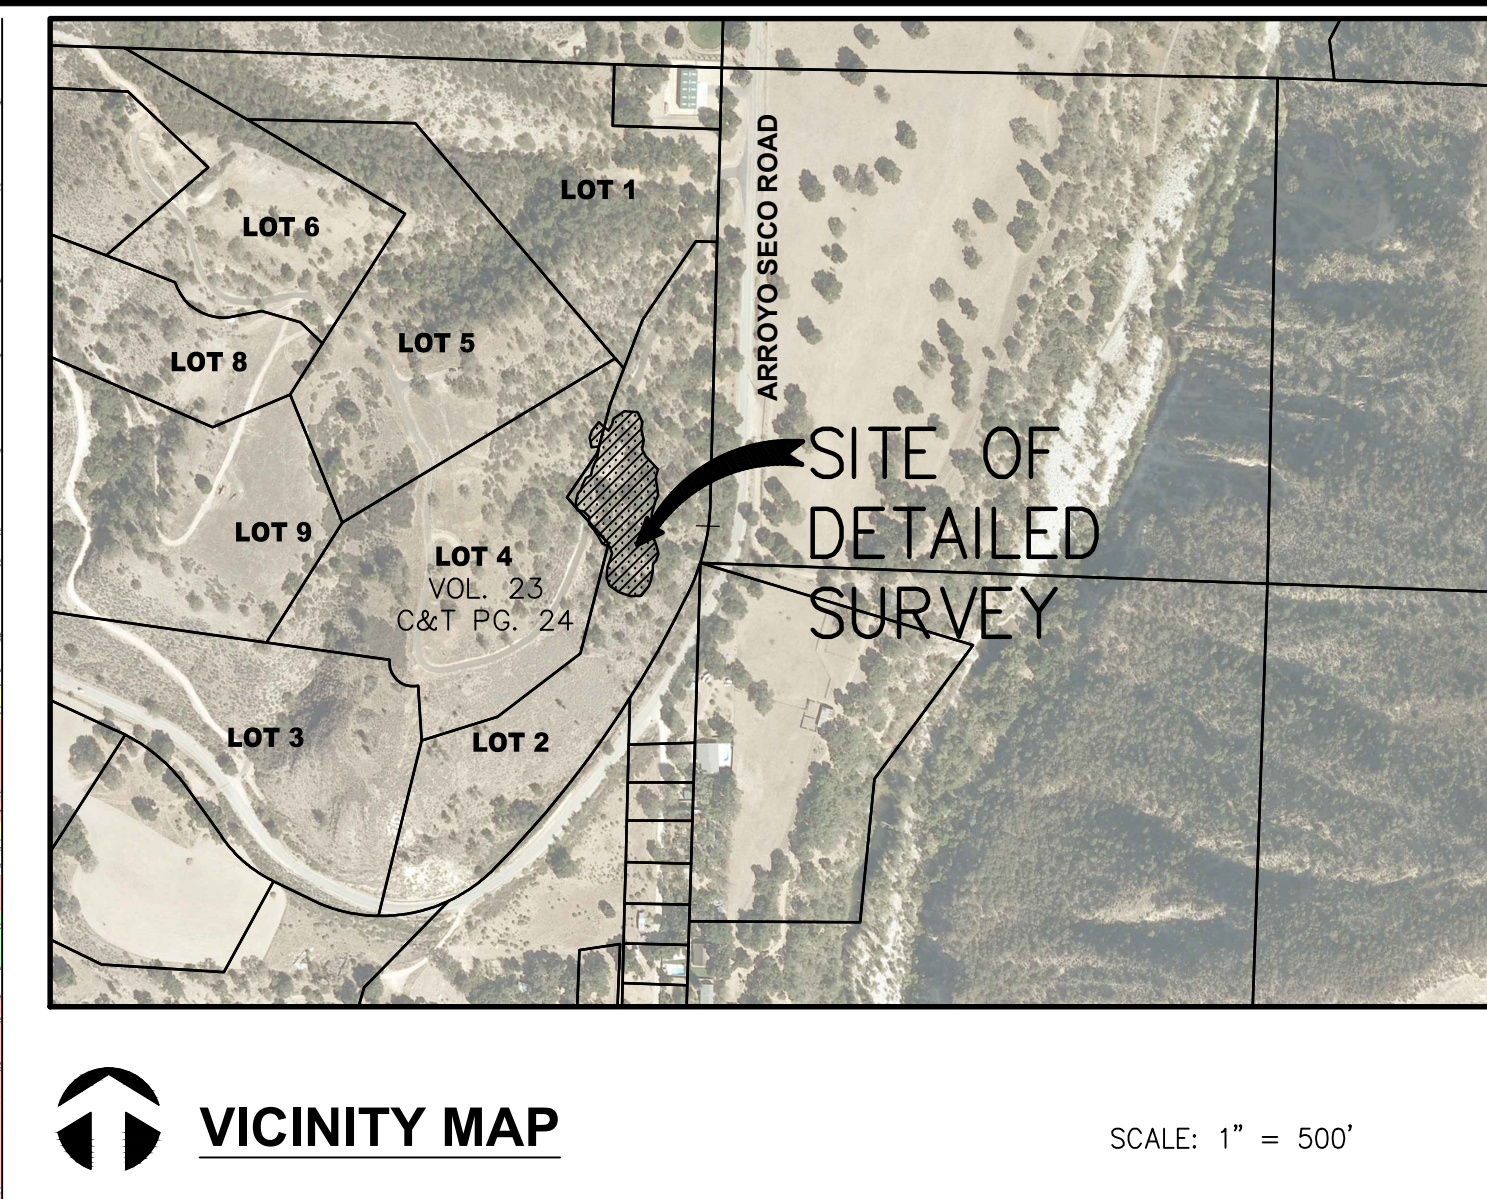 LOT 1
ARROYO SECO ROAD
LOT 6
LOT 5
LOT 8
SITE OF
DETAILED
SURVEY
LOT 9
LOT 4
VOL. 23
C&T PG. 24
LOT 3
LOT 2
VICINITY MAP
SCALE: 1” = 500’